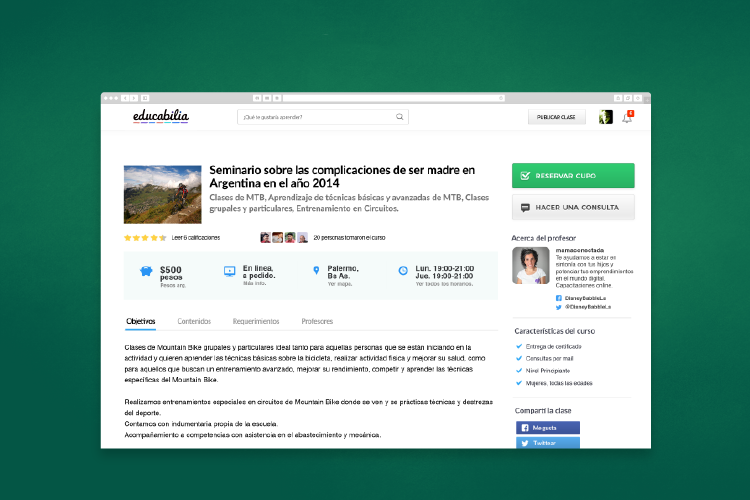 educabilia
¿Qué te gustaría aprender?
PUBLICAR CLASE
Seminario sobre las complicaciones de ser madre en
Argentina en el año 2014
Clases de MTB, Aprendizaje de técnicas básicas y avanzadas de MTB, Clases
grupales y particulares, Entrenamiento en Circuitos.
Leer 6 calificaciones
20 personas tomaron el curso
RESERVAR CUPO
HACER UNA CONSULTA
$500
pesos
Pesos arg.
En línea,
a pedido.
Más info.
Palermo,
Bs As.
Ver mapa.
Lun. 19:00-21:00
Jue. 19:00-21:00
Ver todos los horarios.
Acerca del profesor
mamaconectada
Te ayudamos a estar en
sintonía con tus hijos y
potenciar tus emprendimientos
en el mundo digital.
Capacitaciones online.
DisneyBabbleLa
@DisneyBabbleLa
Objetivos
Contenidos
Requerimientos
Profesores
Clases de Mountain Bike grupales y particulares ideal tanto para aquellas personas que se están iniciando en la
actividad y quieren aprender las técnicas básicas sobre la bicicleta, realizar actividad física y mejorar su salud, como
para aquellos que buscan un entrenamiento avanzado, mejorar su rendimiento, competir y aprender las técnicas
específicas del Mountain Bike.
Realizamos entrenamientos especiales en circuitos de Mountain Bike donde se ven y se prácticas técnicas y destrezas
del deporte.
Contamos con indumentaria propia de la escuela.
Acompañamiento a competencias con asistencia en el abastecimiento y mecánica.
Características del curso
Entrega de certificado
Consultas por mail
Nivel Principiante
Mujeres, todas las edades
Compartí la clase
Megusta
Twittear